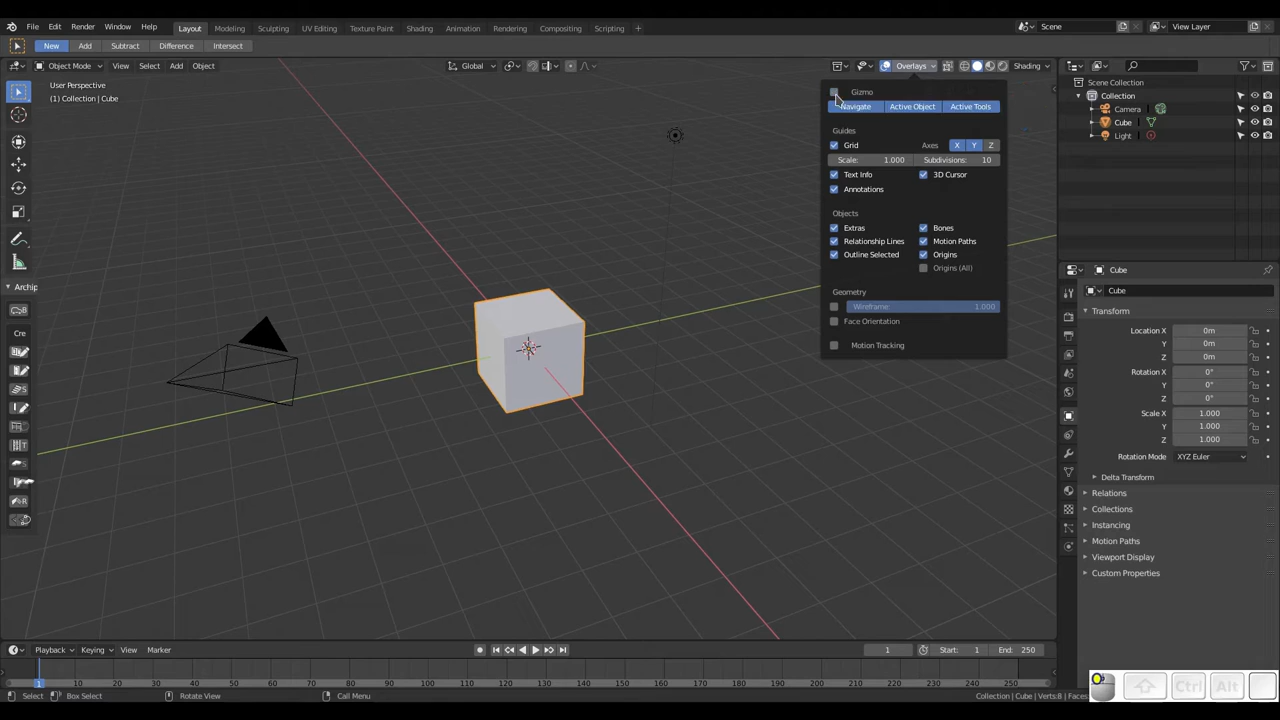 File Edit Render Window Help Layout Modeling Sculpting UV Editing Texture Paint Shading Animation Rendering Compositing Scripting + Scene View Layer
New Add Subtract Difference Intersect
Object Mode View Select Add Object Global Overlays Shading
User Perspective
(1) Collection | Cube
Gizmo
Navigate Active Object Active Tools
Guides
Grid Axes X Y Z
Scale: 1.000 Subdivisions: 10
Text Info 3D Cursor
Annotations
Objects
Extras Bones
Relationship Lines Motion Paths
Outline Selected Origins
Origins (All)
Geometry
Wireframe: 1.000
Face Orientation
Motion Tracking
Scene Collection
Collection
Camera
Cube
Light
Archip
Cre
Cube
Cube
Transform
Location X 0m
Y 0m
Z 0m
Rotation X 0°
Y 0°
Z 0°
Scale X 1.000
Y 1.000
Z 1.000
Rotation Mode XYZ Euler
Delta Transform
Relations
Collections
Instancing
Motion Paths
Viewport Display
Custom Properties
Playback Keying View Marker 1 Start: 1 End: 250
1 10 20 30 40 50 60 70 80 90 100 110 120 130 140 150 160 170 180 190 200 210 220 230 240 250
Select Box Select Rotate View Call Menu Collection | Cube | Verts:8 | Faces:
Ctrl Alt